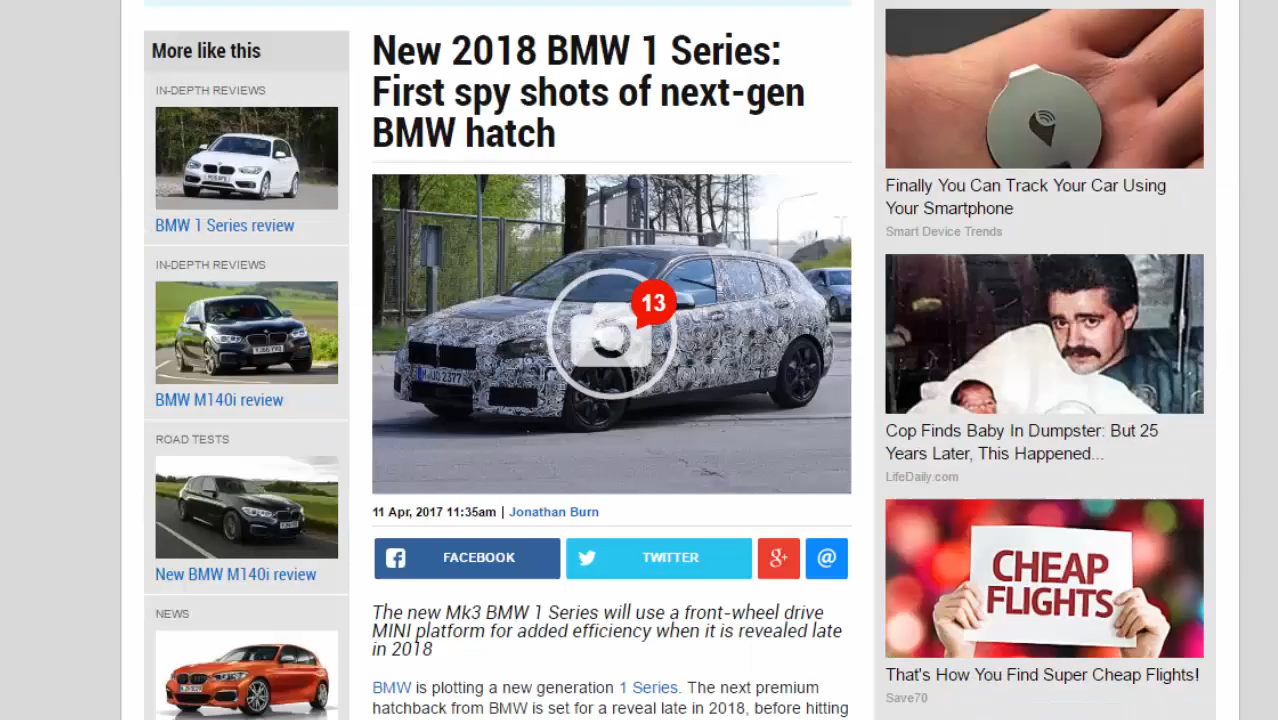 More like this
IN-DEPTH REVIEWS
BMW 1 Series review
IN-DEPTH REVIEWS
BMW M140i review
ROAD TESTS
New BMW M140i review
NEWS
New 2018 BMW 1 Series:
First spy shots of next-gen
BMW hatch
13
11 Apr, 2017 11:35am | Jonathan Burn
FACEBOOK
TWITTER
g+
@
The new Mk3 BMW 1 Series will use a front-wheel drive
MINI platform for added efficiency when it is revealed late
in 2018
BMW is plotting a new generation 1 Series. The next premium
hatchback from BMW is set for a reveal late in 2018, before hitting
Finally You Can Track Your Car Using
Your Smartphone
Smart Device Trends
Cop Finds Baby In Dumpster: But 25
Years Later, This Happened...
LifeDaily.com
CHEAP
FLIGHTS
That's How You Find Super Cheap Flights!
Save70